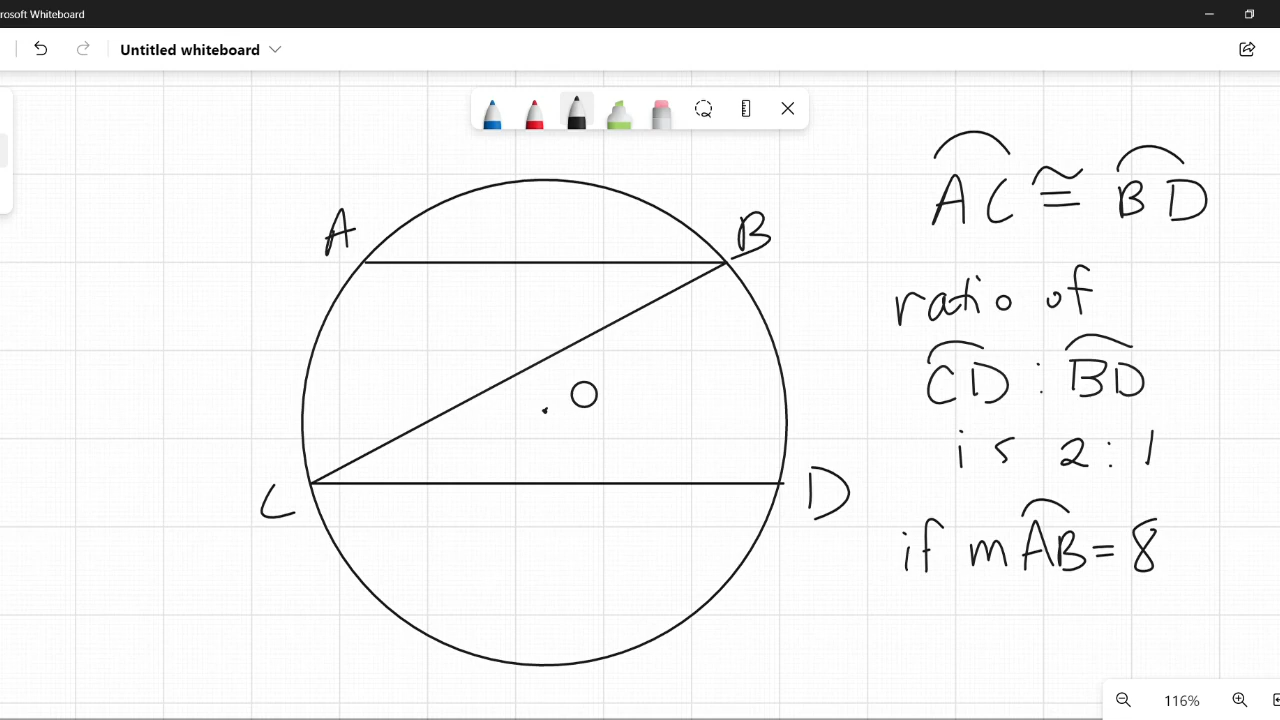 rosoft Whiteboard
Untitled whiteboard
A
B
O
C
D
AC ≅ BD
ratio of
CD : BD
is 2:1
if mAB = 8
116%